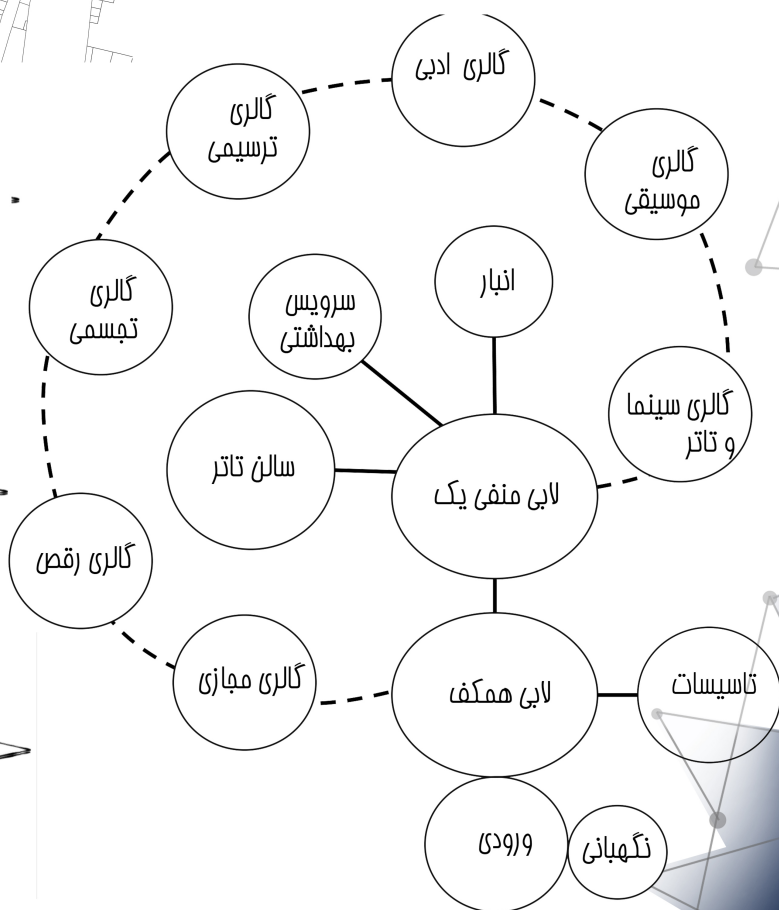 گالری ادبی
گالری
ترسیمی
گالری
موسیقی
گالری
تجسمی
سرویس
بهداشتی
انبار
گالری سینما
و تاتر
سالن تاتر
لابی منفی یک
گالری رقص
گالری مجازی
لابی همکف
تاسیسات
ورودی
نگهبانی